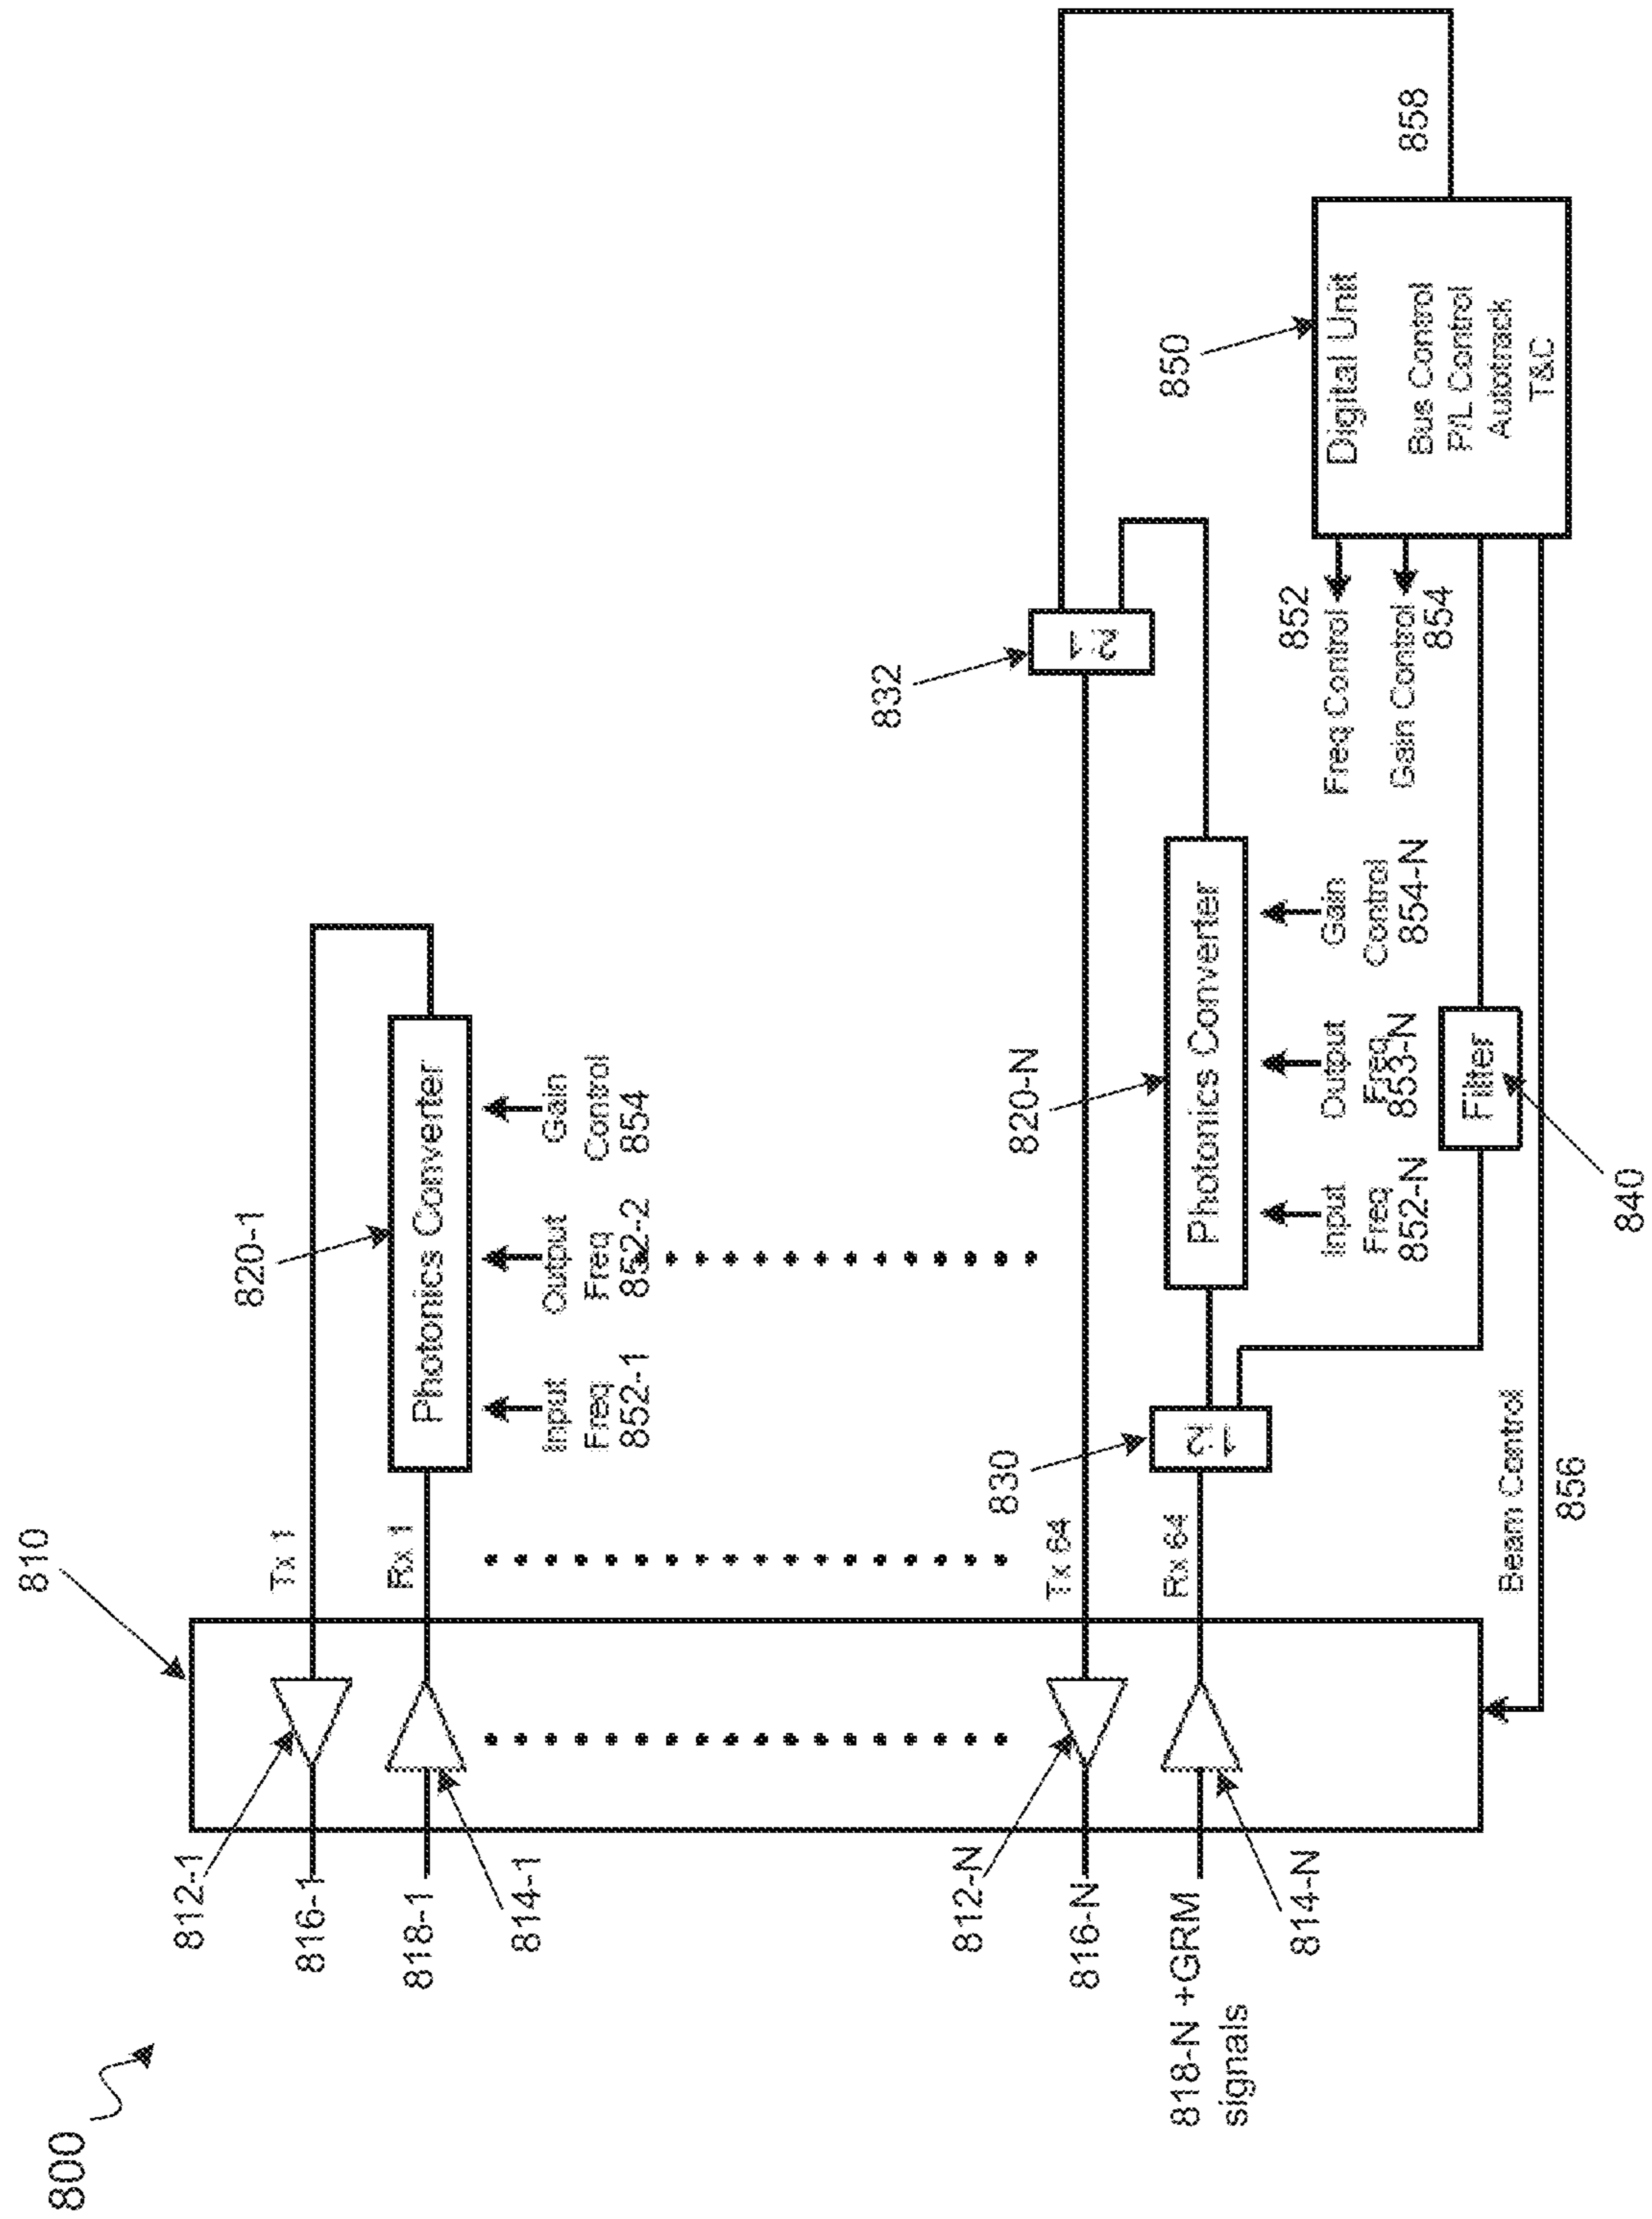 800
810
812-1
816-1
818-1
814-1
Tx 1
Rx 1
820-1
Photonics Converter
Input
Freq
852-1
Output
Freq
852-2
Gain
Control
854
812-N
816-N
818-N +GRM
signals
814-N
Tx 64
Rx 64
830
1:2
820-N
Photonics Converter
Input
Freq
852-N
Output
Freq
853-N
Gain
Control
854-N
832
2:1
Filter
840
Beam Control
856
Freq Control
852
Gain Control
854
850
Digital Unit
Bus Control
P/L Control
Autotrack
T&C
858